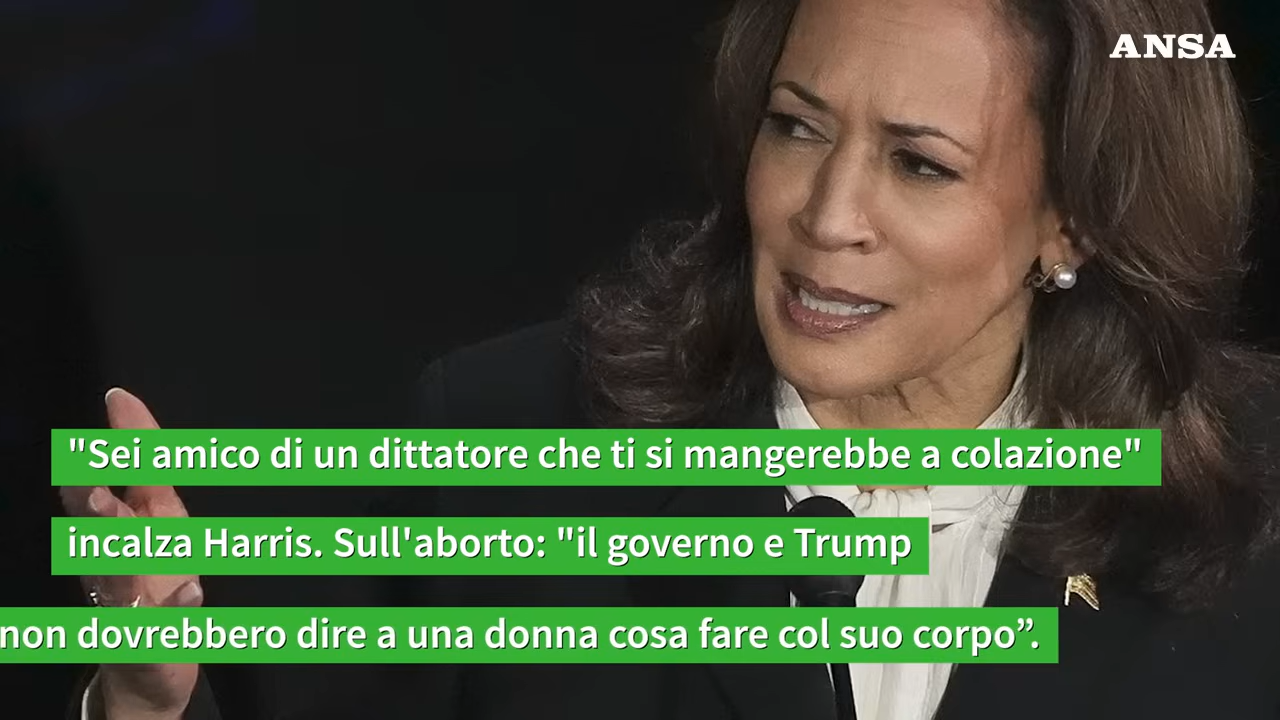 ANSA
"Sei amico di un dittatore che ti si mangerebbe a colazione"
incalza Harris. Sull'aborto: "il governo e Trump
non dovrebbero dire a una donna cosa fare col suo corpo”.